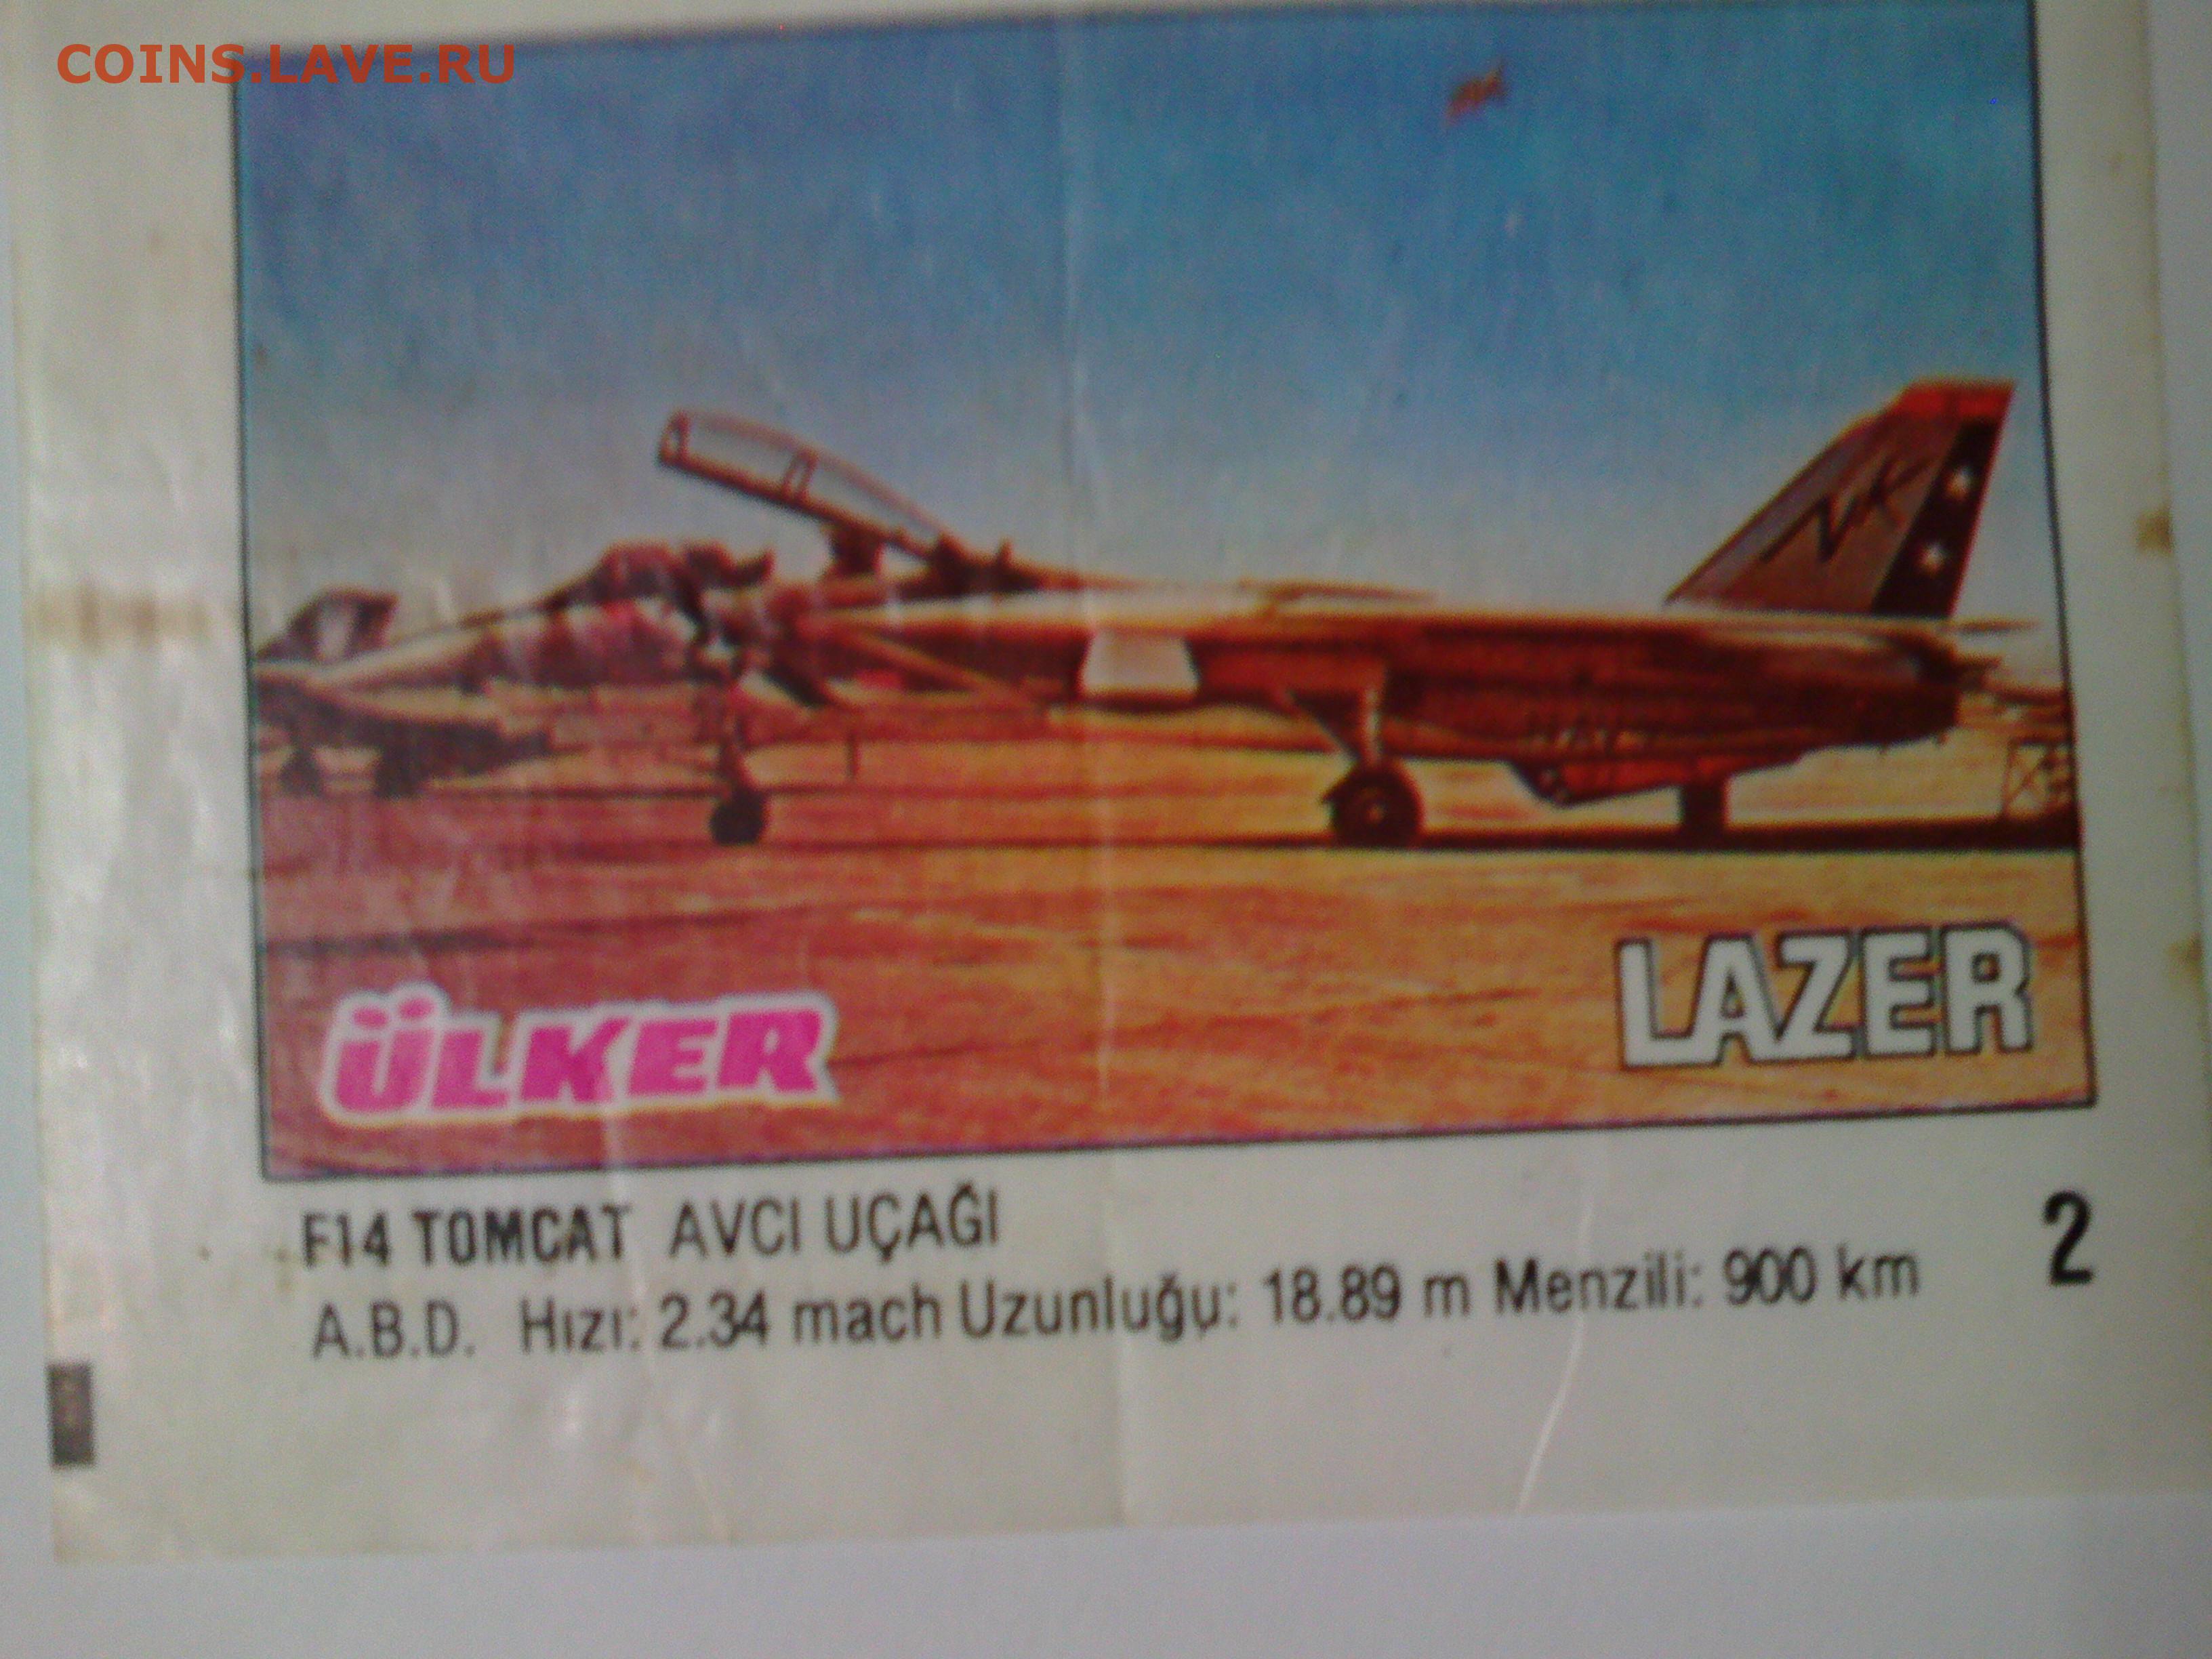 COINS.LAVE.RU
NK
ÜLKER
LAZER
F14 TOMCAT AVCI UÇAĞI
2
A.B.D. Hızı: 2.34 mach Uzunluğu: 18.89 m Menzili: 900 km